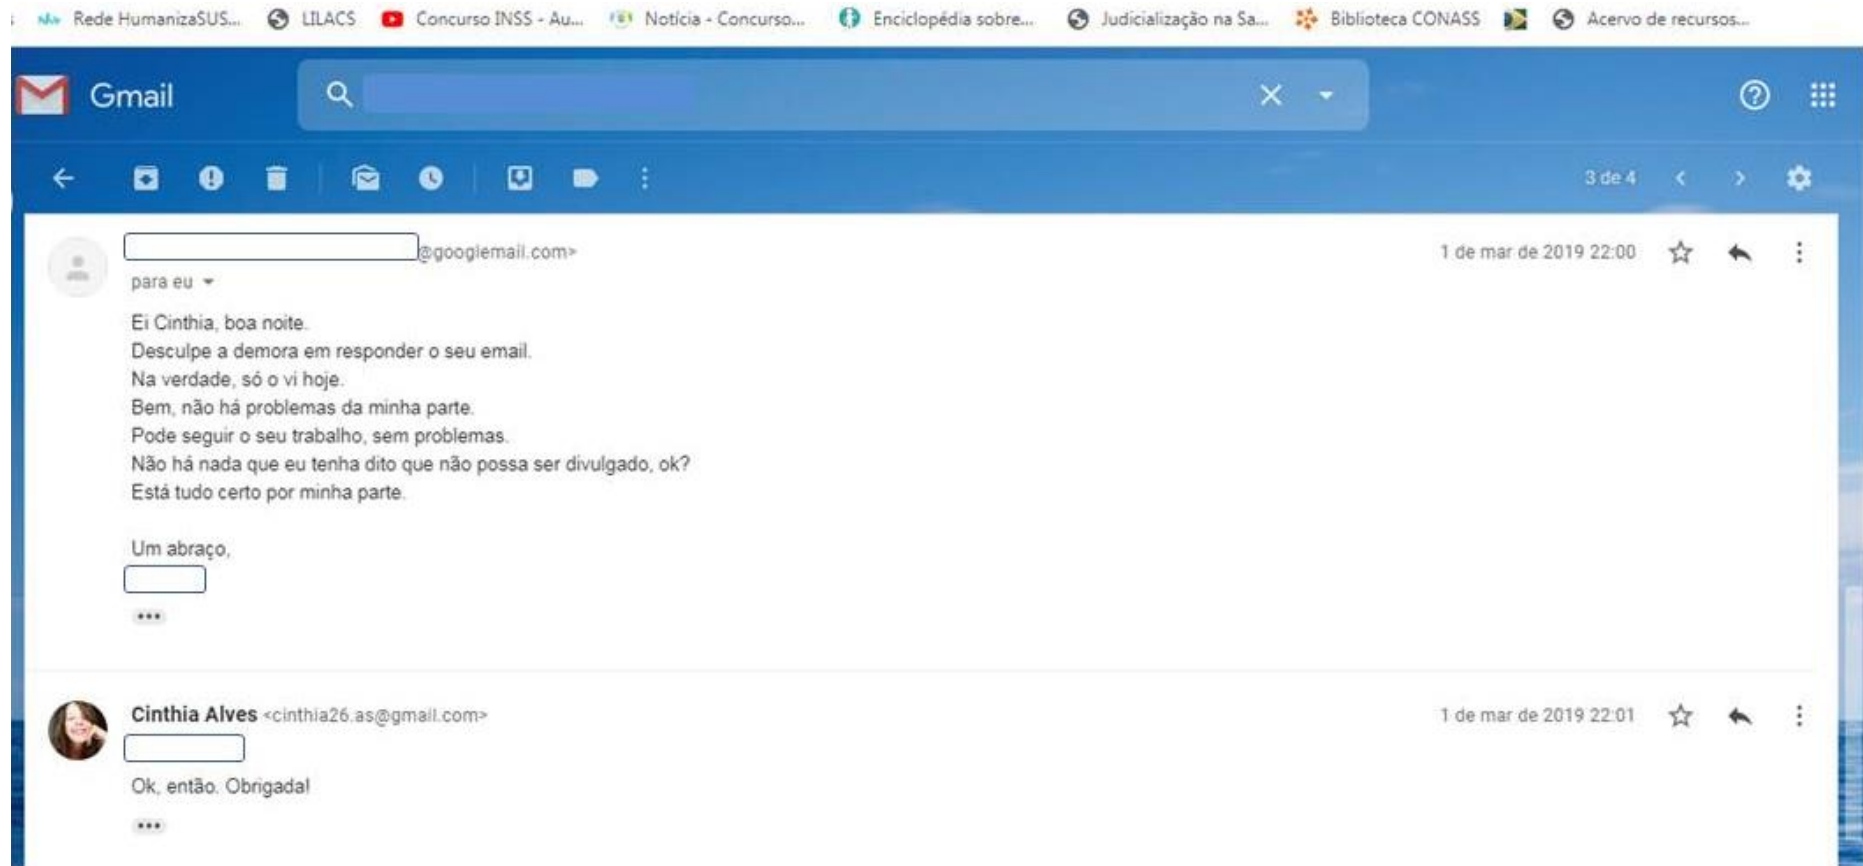 Rede HumanizaSUS... LILACS Concurso INSS - Au... Notícia - Concurso... Enciclopédia sobre... Judicialização na Sa... Biblioteca CONASS Acervo de recursos...
Gmail
3 de 4
@googlemail.com> 1 de mar de 2019 22:00
para eu
Ei Cinthia, boa noite.
Desculpe a demora em responder o seu email.
Na verdade, só o vi hoje.
Bem, não há problemas da minha parte.
Pode seguir o seu trabalho, sem problemas.
Não há nada que eu tenha dito que não possa ser divulgado, ok?
Está tudo certo por minha parte.
Um abraço,
Cinthia Alves <cinthia26.as@gmail.com> 1 de mar de 2019 22:01
Ok, então. Obrigada!